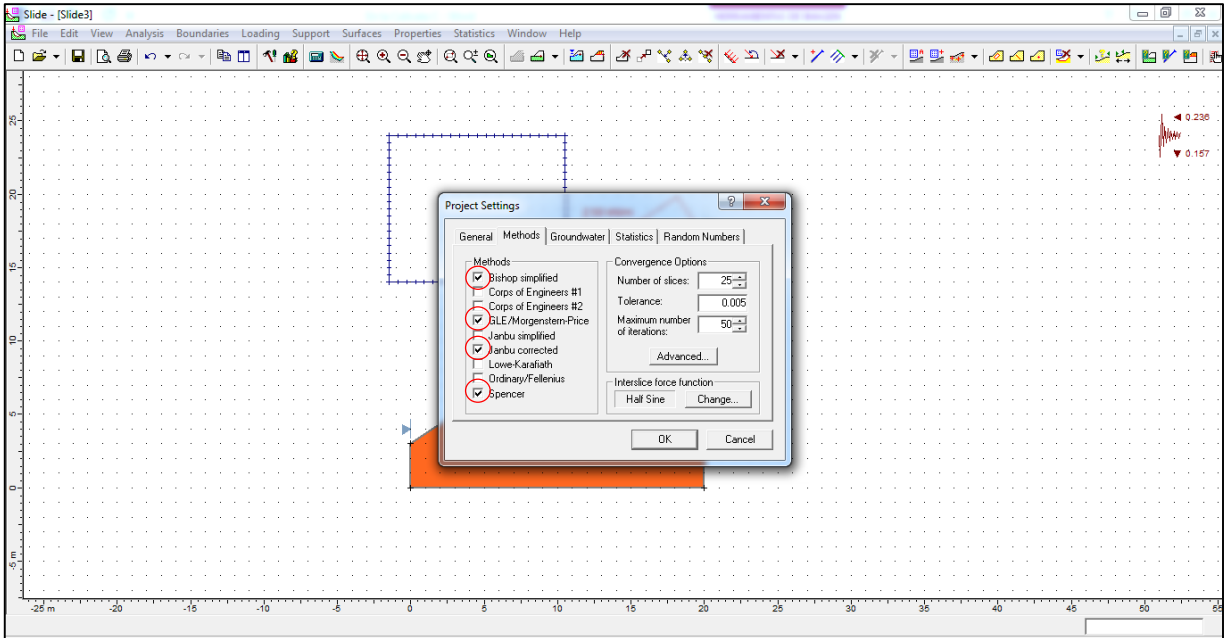 Slide - [Slide3]
File Edit View Analysis Boundaries Loading Support Surfaces Properties Statistics Window Help
0.236
0.157
Project Settings
General Methods Groundwater Statistics Random Numbers
Methods
Bishop simplified
Corps of Engineers #1
Corps of Engineers #2
GLE/Morgenstern-Price
Janbu simplified
Janbu corrected
Lowe-Karafiath
Ordinary/Fellenius
Spencer
Convergence Options
Number of slices: 25
Tolerance: 0.005
Maximum number of iterations: 50
Advanced...
Interslice force function
Half Sine Change...
OK Cancel
25
20
15
10
5
0
-5 m
-25 m -20 -15 -10 -5 0 5 10 15 20 25 30 35 40 45 50 55